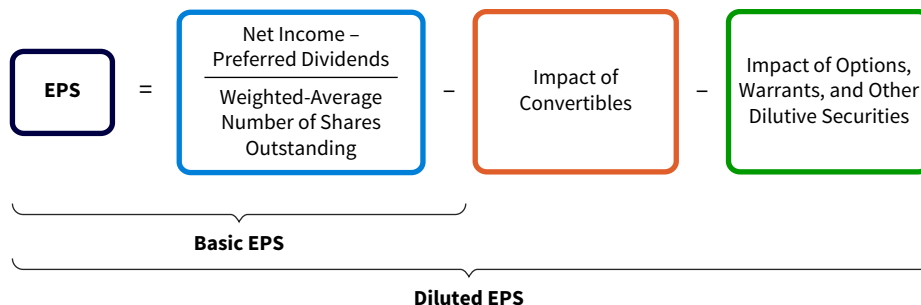 EPS
=
Net Income –
Preferred Dividends
Weighted-Average
Number of Shares
Outstanding
–
Impact of
Convertibles
–
Impact of Options,
Warrants, and Other
Dilutive Securities
Basic EPS
Diluted EPS